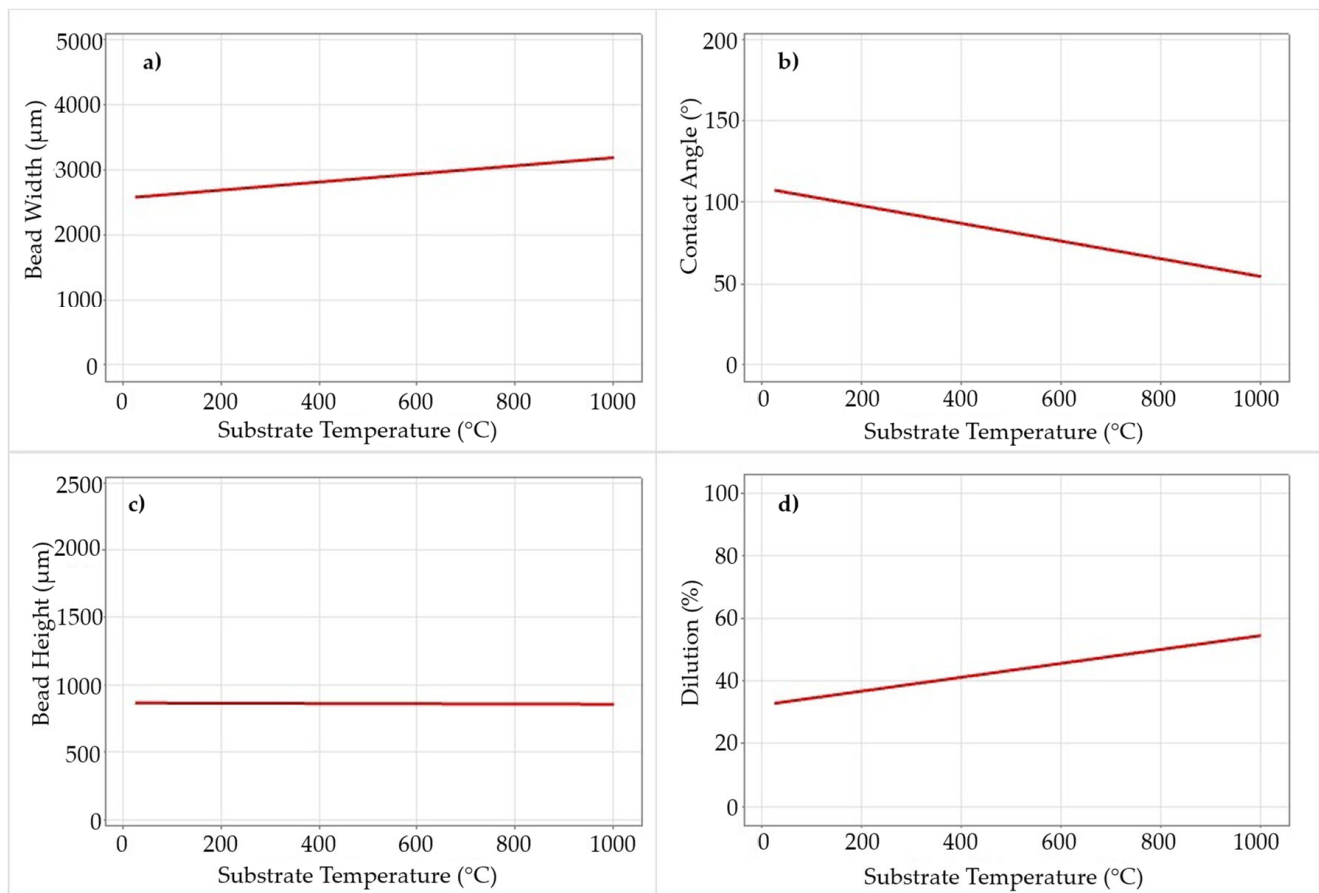 a)
Bead Width (µm)
5000
4000
3000
2000
1000
0
0 200 400 600 800 1000
Substrate Temperature (°C)
b)
Contact Angle (°)
200
150
100
50
0
0 200 400 600 800 1000
Substrate Temperature (°C)
c)
Bead Height (µm)
2500
2000
1500
1000
500
0
0 200 400 600 800 1000
Substrate Temperature (°C)
d)
Dilution (%)
100
80
60
40
20
0
0 200 400 600 800 1000
Substrate Temperature (°C)